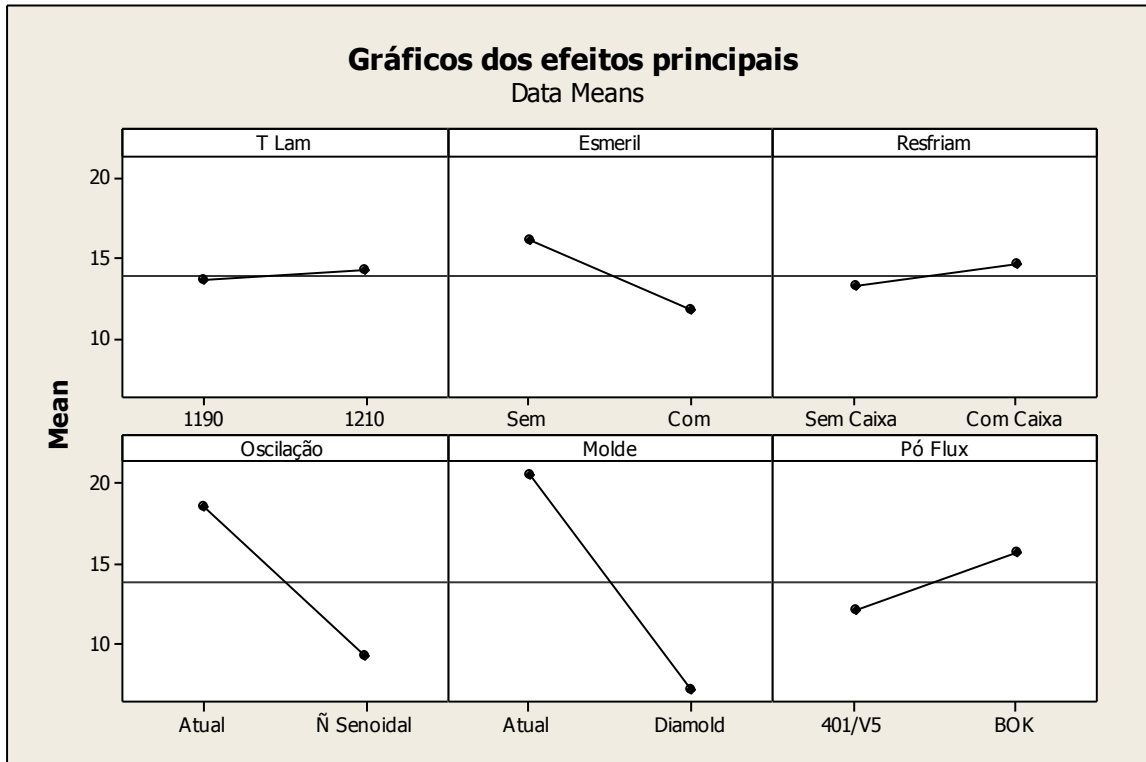 Gráficos dos efeitos principais
Data Means
T Lam Esmeril Resfriam
20
15
10
1190 1210 Sem Com Sem Caixa Com Caixa
Mean
Oscilação Molde Pó Flux
20
15
10
Atual Ñ Senoidal Atual Diamold 401/V5 BOK